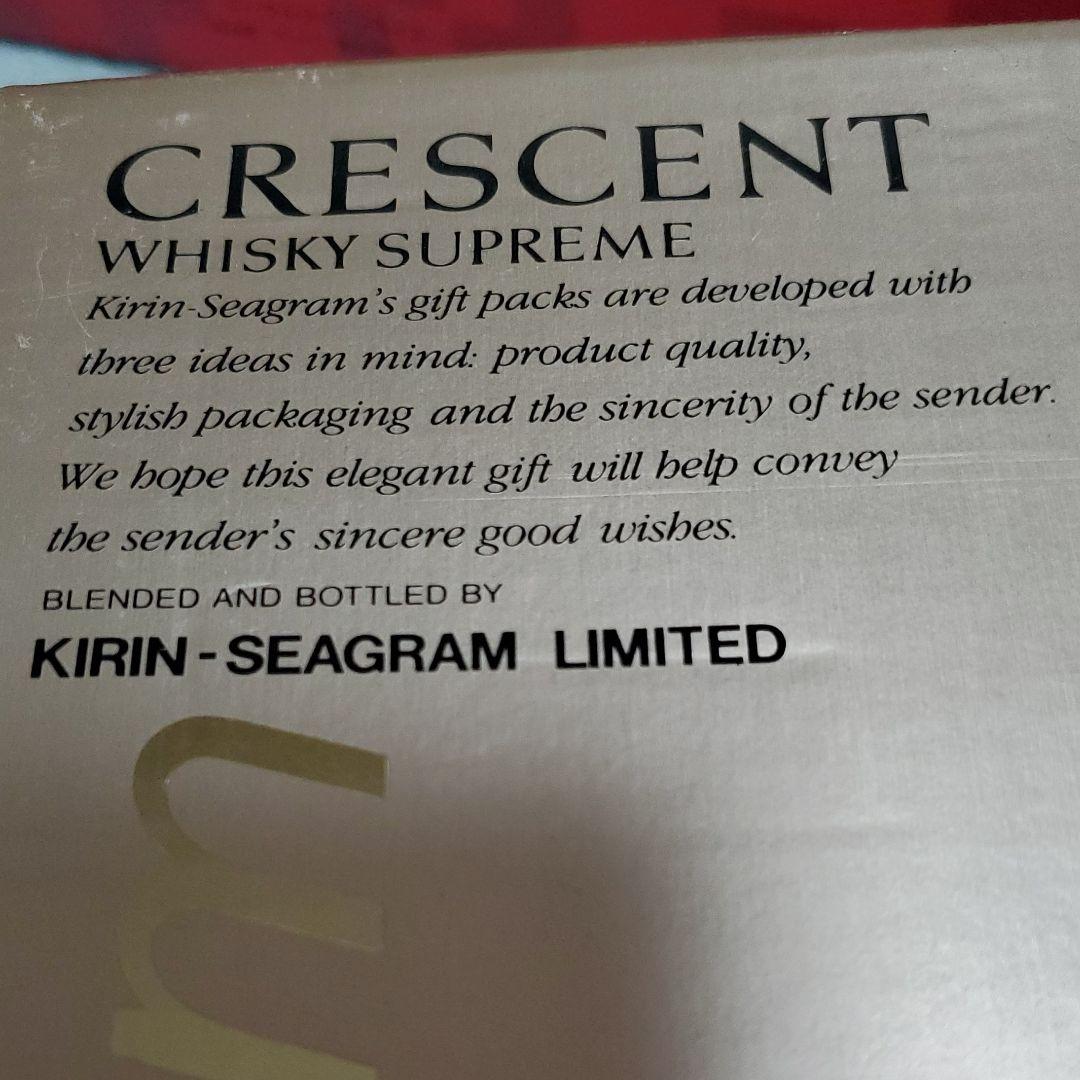 CRESCENT
WHISKY SUPREME
Kirin-Seagram's gift packs are developed with
three ideas in mind: product quality,
stylish packaging and the sincerity of the sender.
We hope this elegant gift will help convey
the sender's sincere good wishes.
BLENDED AND BOTTLED BY
KIRIN-SEAGRAM LIMITED